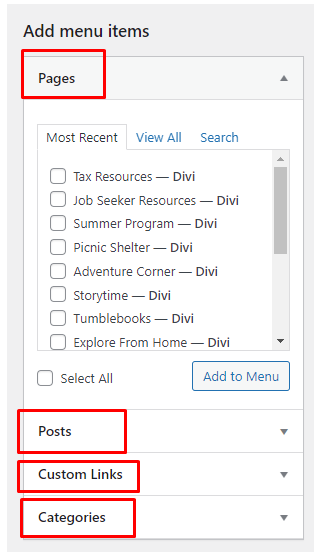 Add menu items
Pages
Most Recent View All Search
Tax Resources — Divi
Job Seeker Resources — Divi
Summer Program — Divi
Picnic Shelter — Divi
Adventure Corner — Divi
Storytime — Divi
Tumblebooks — Divi
Explore From Home — Divi
Select All Add to Menu
Posts
Custom Links
Categories